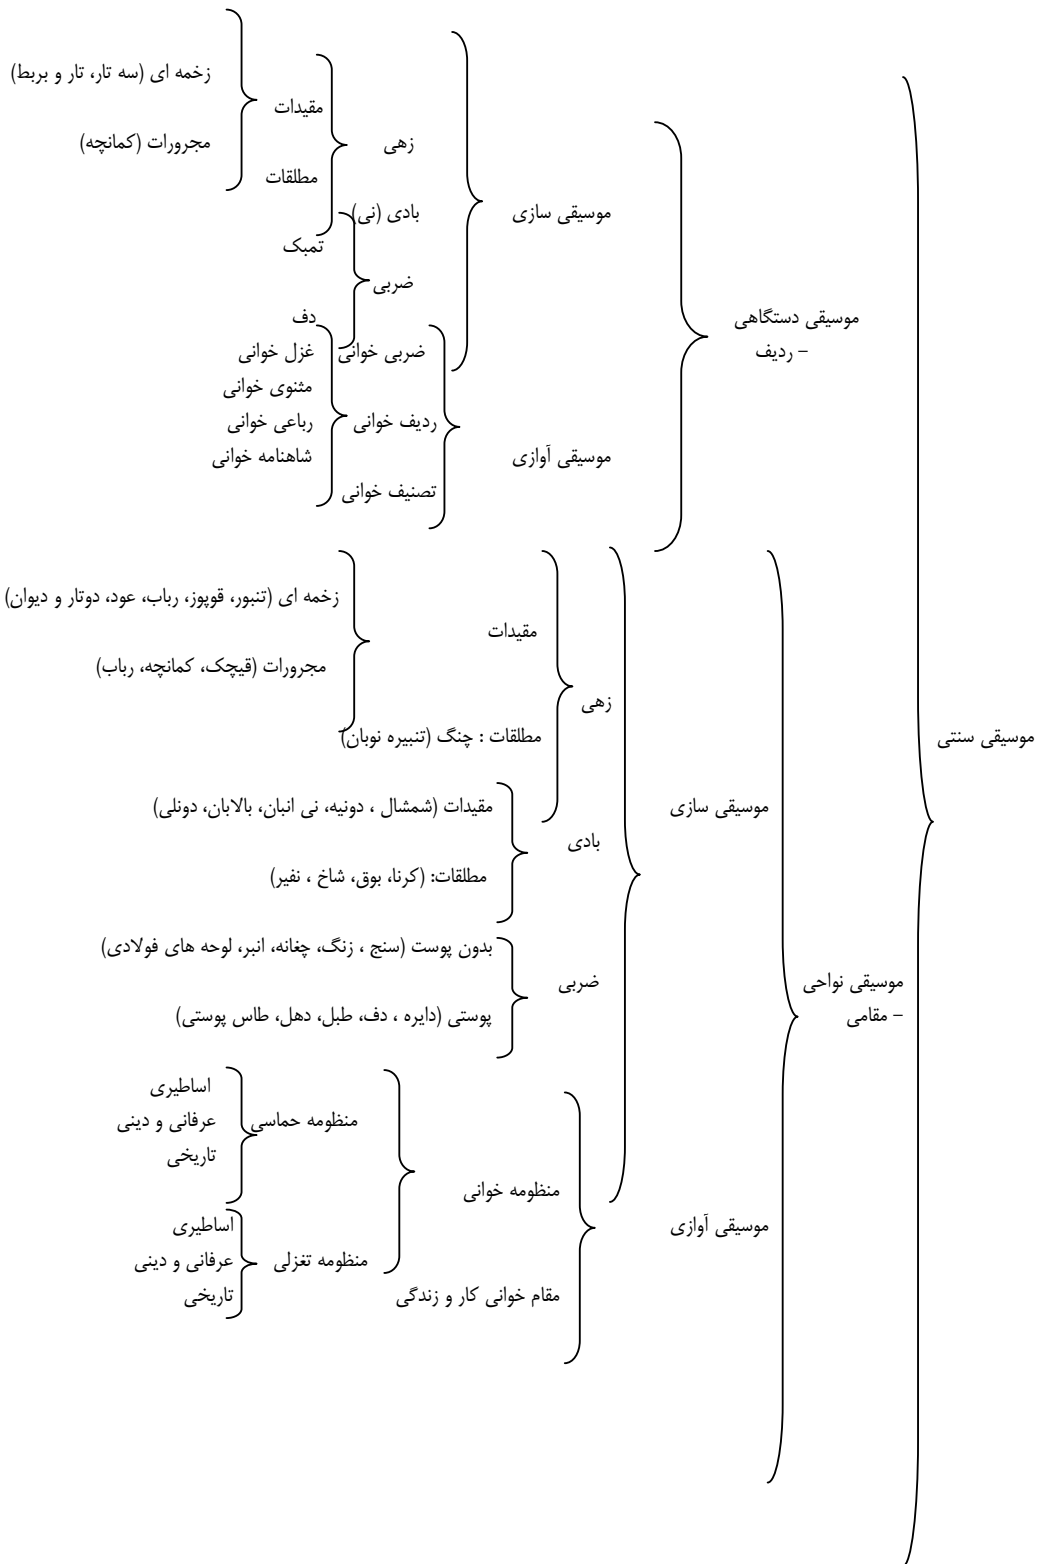 موسیقی سنتی
موسیقی دستگاهی
– ردیف
موسیقی سازی
زهی
مقیدات
زخمه ای (سه تار، تار و بربط)
مجرورات (کمانچه)
مطلقات
بادی (نی)
ضربی
تمبک
دف
موسیقی آوازی
ضربی خوانی
ردیف خوانی
غزل خوانی
مثنوی خوانی
رباعی خوانی
شاهنامه خوانی
تصنیف خوانی
موسیقی نواحی
– مقامی
موسیقی سازی
زهی
مقیدات
زخمه ای (تنبور، قوپوز، رباب، عود، دوتار و دیوان)
مجرورات (قیچک، کمانچه، رباب)
مطلقات : چنگ (تنبیره نوبان)
بادی
مقیدات (شمشال ، دونیه، نی انبان، بالابان، دونلی)
مطلقات: (کرنا، بوق، شاخ ، نفیر)
ضربی
بدون پوست (سنج ، زنگ، چغانه، انبر، لوحه های فولادی)
پوستی (دایره ، دف، طبل، دهل، طاس پوستی)
موسیقی آوازی
منظومه خوانی
منظومه حماسی
اساطیری
عرفانی و دینی
تاریخی
منظومه تغزلی
اساطیری
عرفانی و دینی
تاریخی
مقام خوانی کار و زندگی